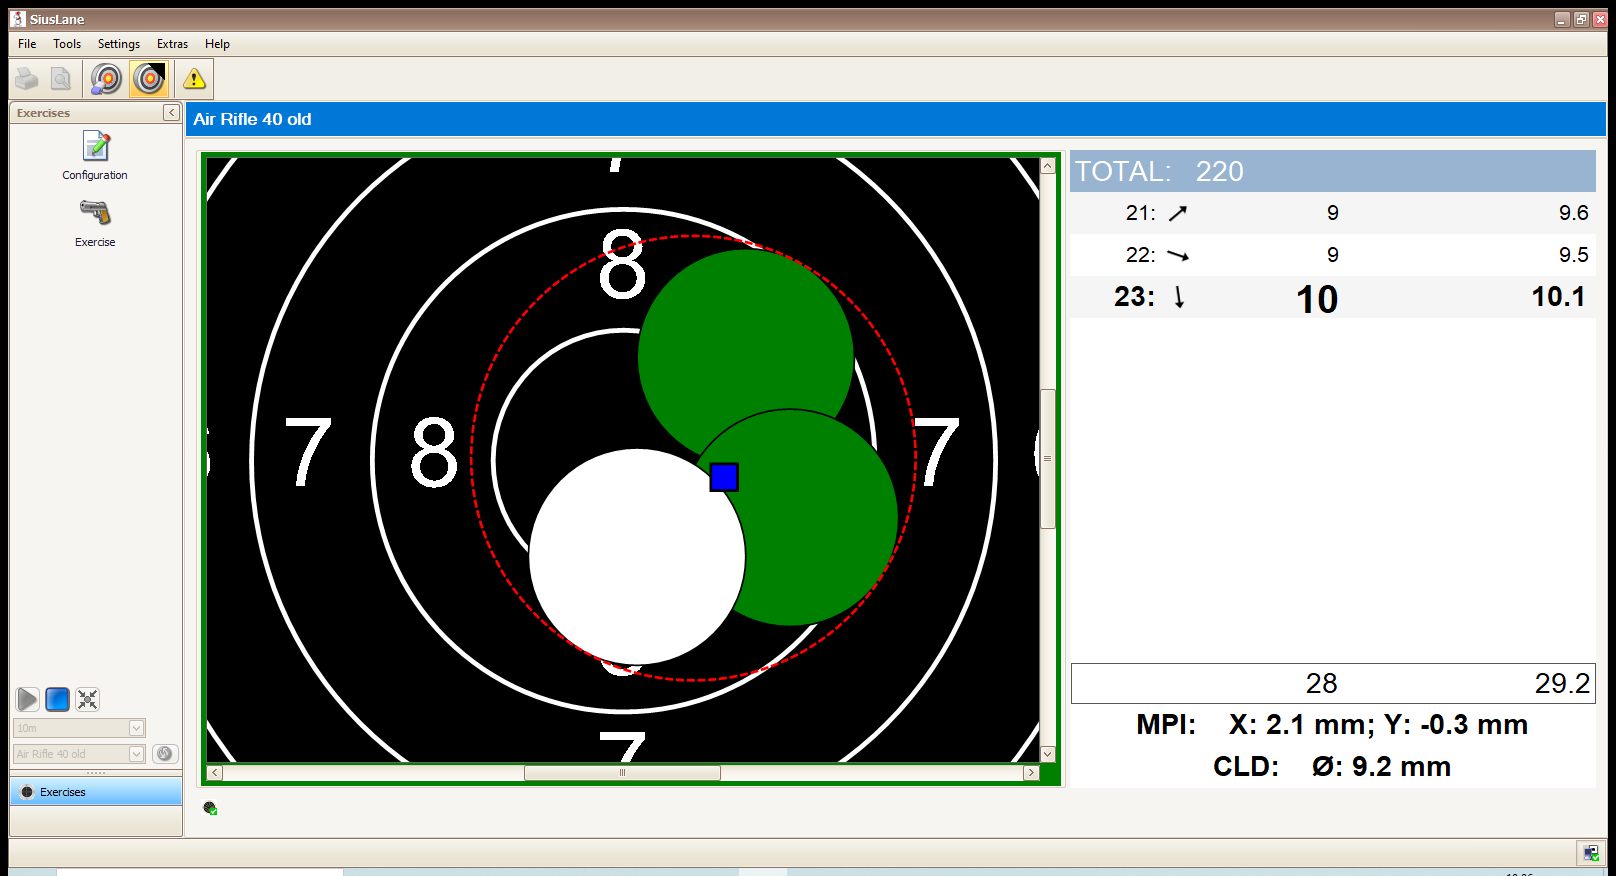 SiusLane
File Tools Settings Extras Help
Exercises
Configuration
Exercise
10m
Air Rifle 40 old
Exercises
Air Rifle 40 old
8
7 8 7
7
TOTAL: 220
21: 9 9.6
22: 9 9.5
23: 10 10.1
28 29.2
MPI: X: 2.1 mm; Y: -0.3 mm
CLD: Ø: 9.2 mm